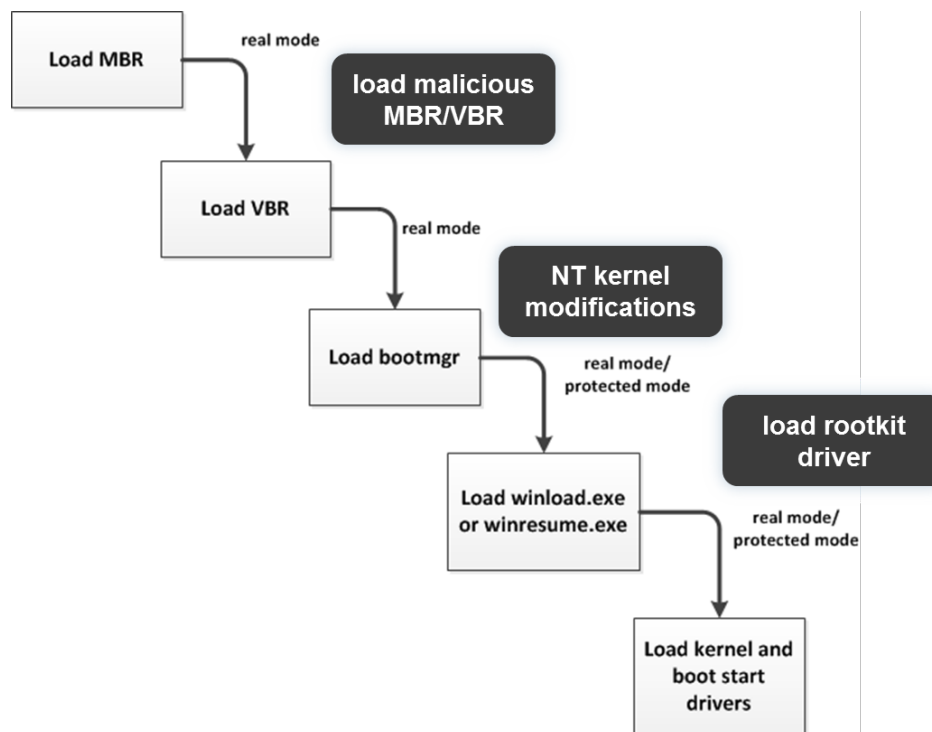 Load MBR
real mode
load malicious
MBR/VBR
Load VBR
real mode
NT kernel
modifications
Load bootmgr
real mode/
protected mode
load rootkit
driver
Load winload.exe
or winresume.exe
real mode/
protected mode
Load kernel and
boot start
drivers